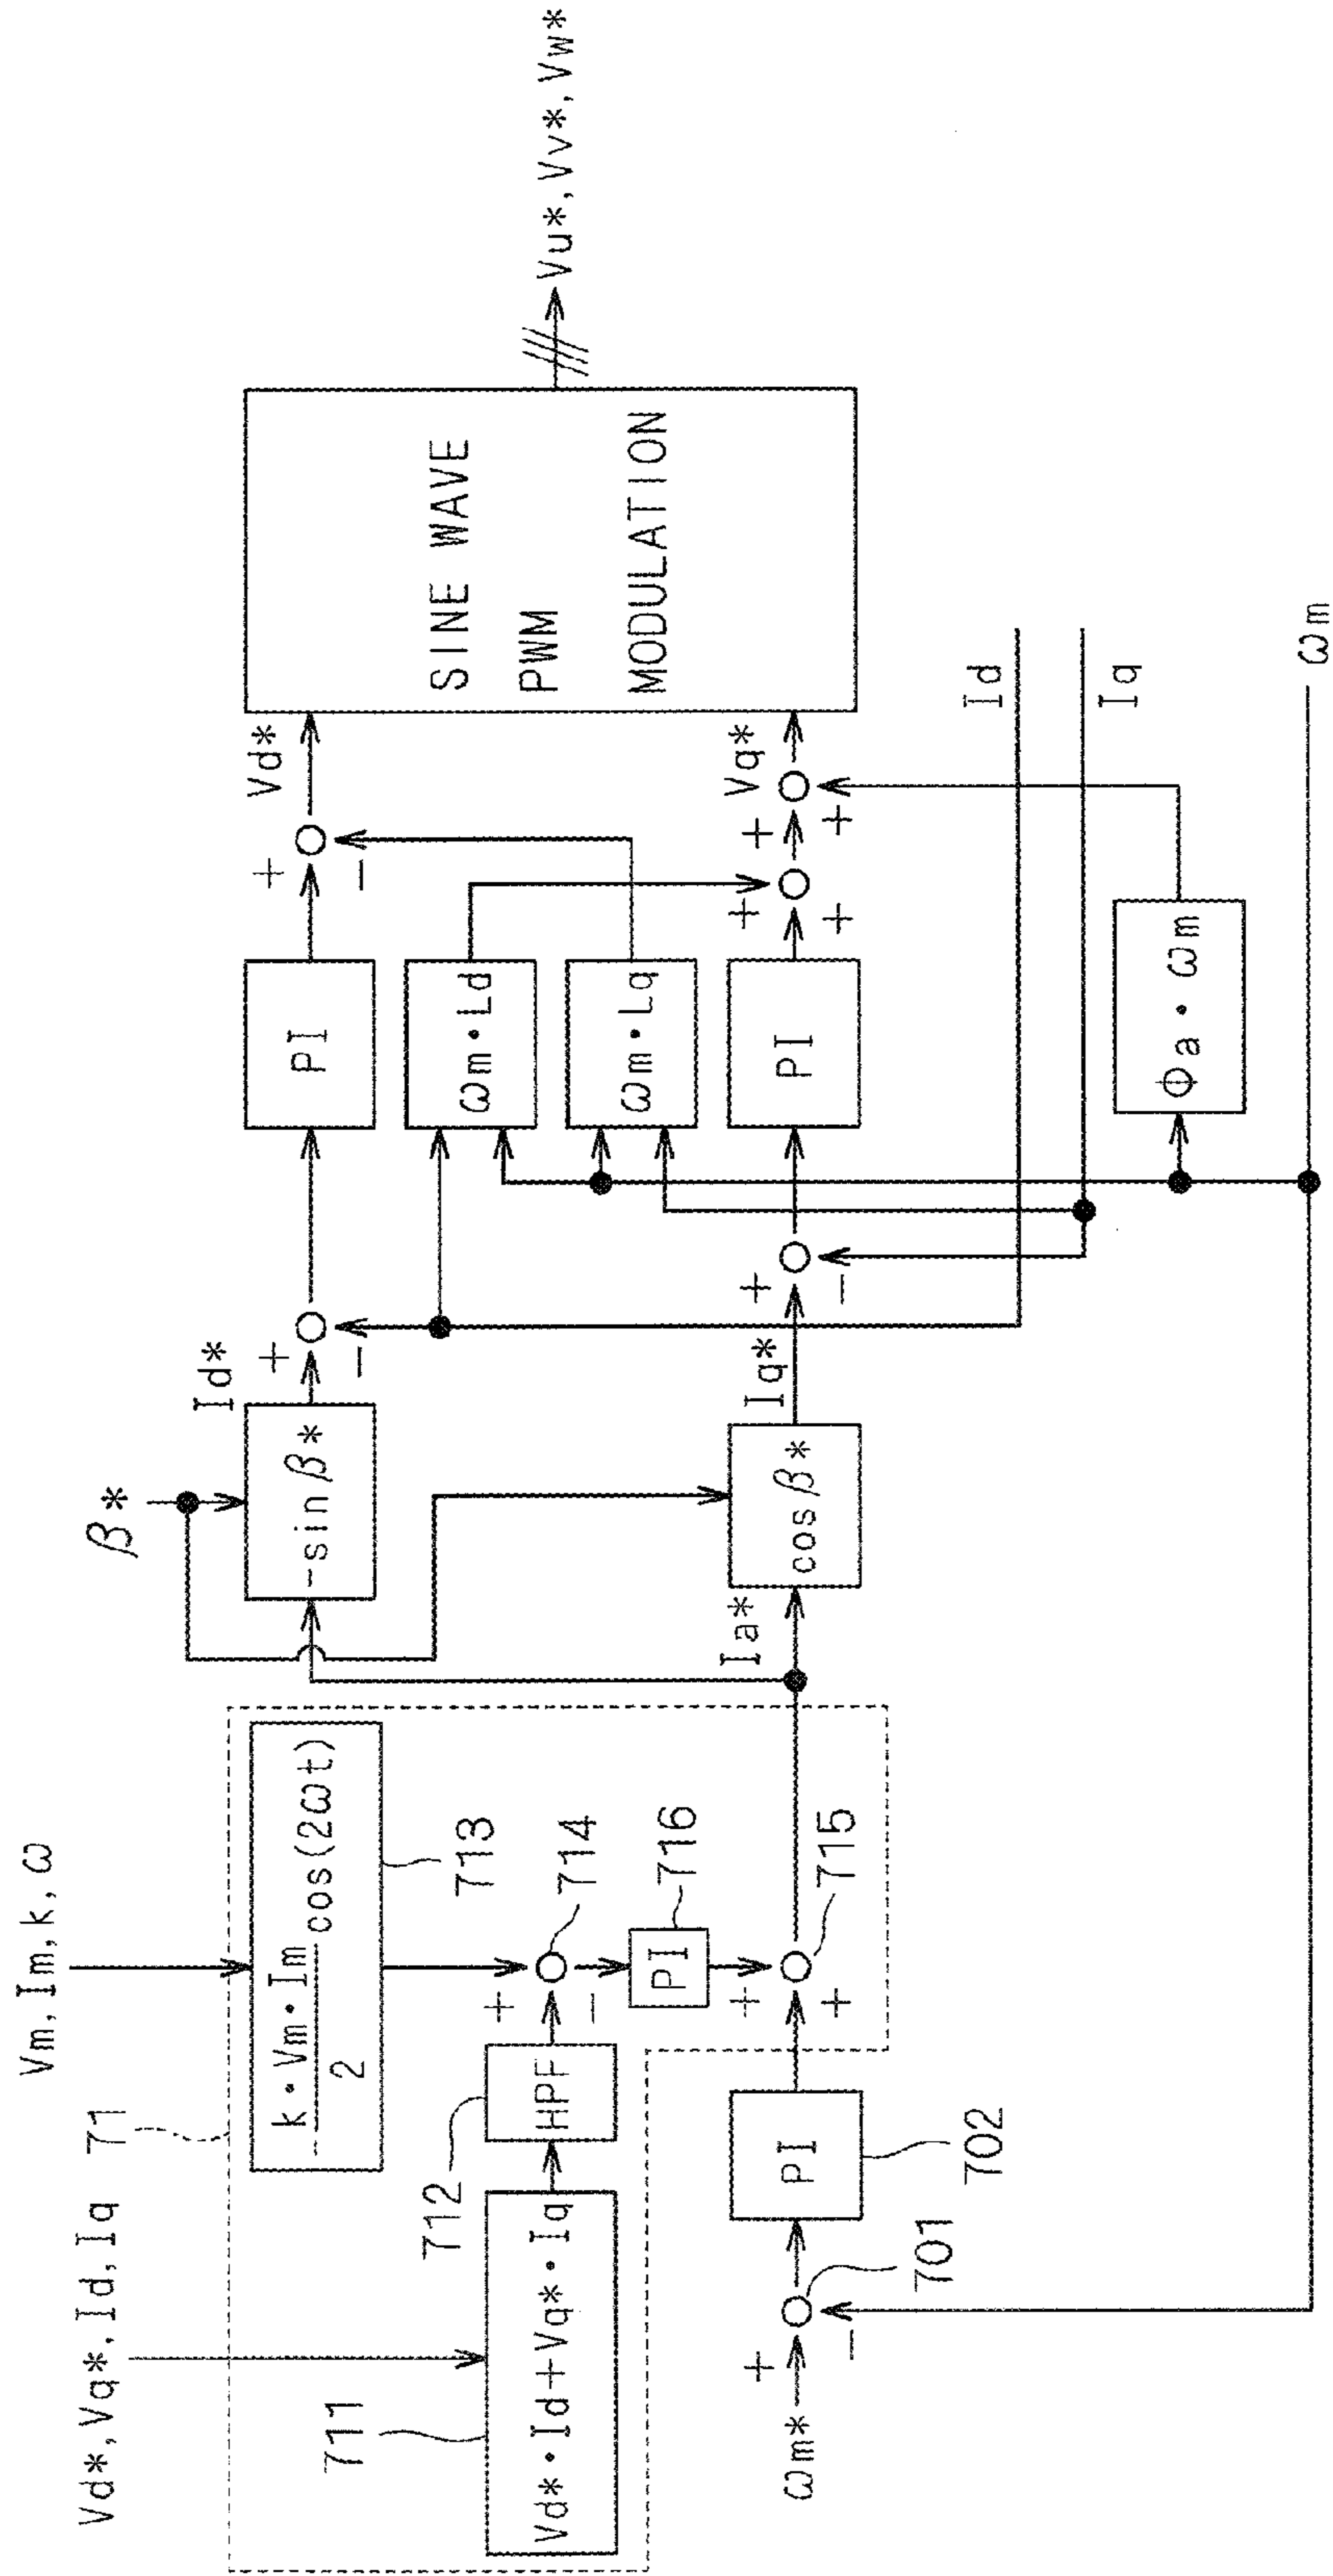 Vm, Im, k, ω
Vd*, Vq*, Id, Iq
71
k・Vm・Im
2
cos(2ωt)
713
711
Vd*・Id+Vq*・Iq
712
HPF
+
−
714
PI
716
+
+
715
ωm*
+
−
701
PI
702
β*
-sinβ*
Id*
+
−
Ia*
cosβ*
Iq*
+
−
PI
ωm・Ld
ωm・Lq
PI
+
−
Vd*
+
+
+
+
Vq*
Φa・ωm
SINE WAVE
PWM
MODULATION
Vu*, Vv*, Vw*
Id
Iq
ωm